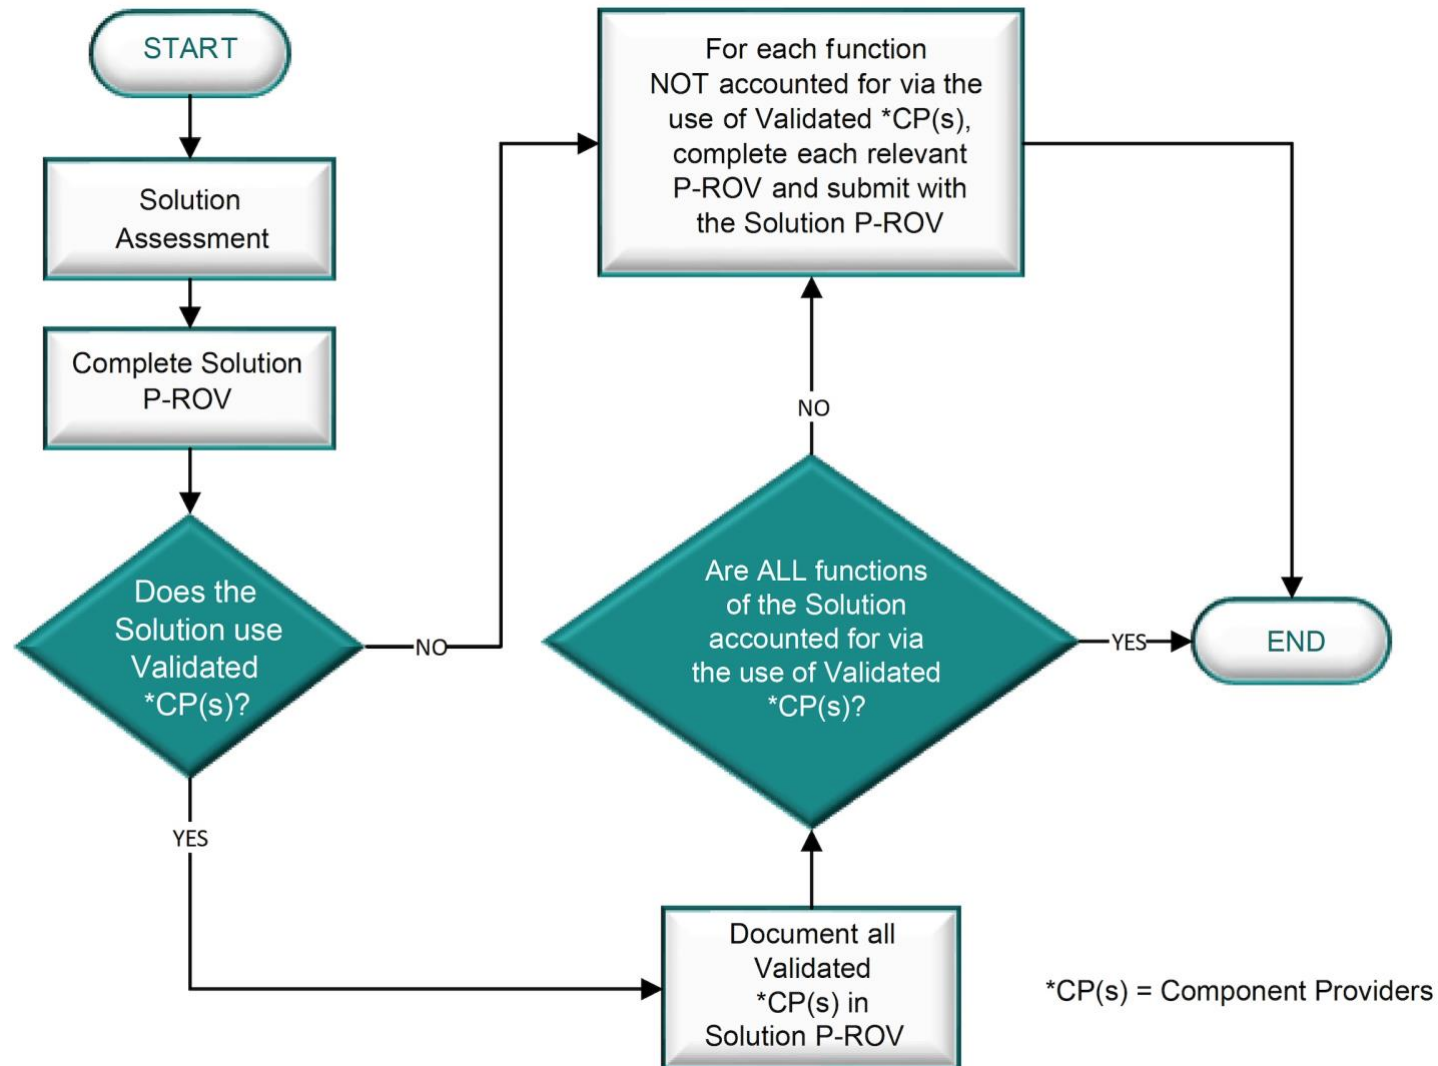 START
Solution
Assessment
Complete Solution
P-ROV
Does the
Solution use
Validated
*CP(s)?
NO
YES
For each function
NOT accounted for via the
use of Validated *CP(s),
complete each relevant
P-ROV and submit with
the Solution P-ROV
NO
Are ALL functions
of the Solution
accounted for via
the use of Validated
*CP(s)?
YES
END
Document all
Validated
*CP(s) in
Solution P-ROV
*CP(s) = Component Providers